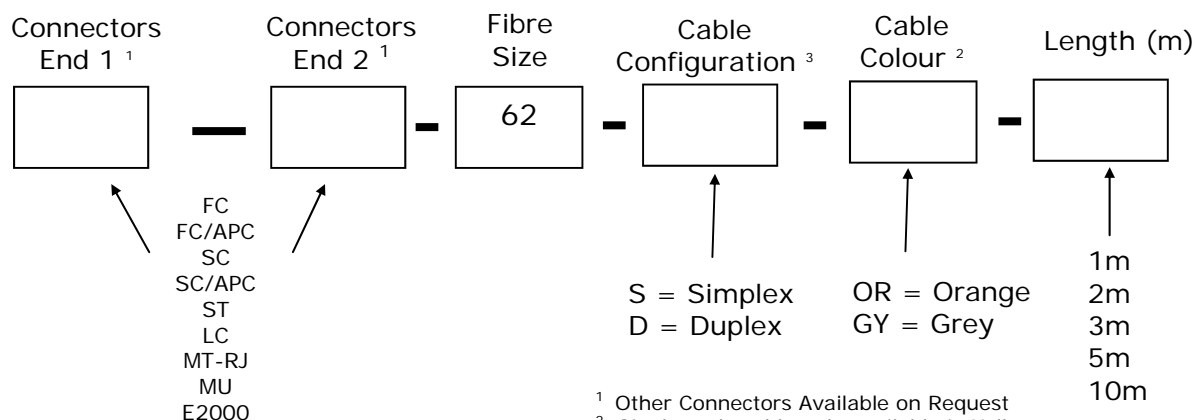 Connectors
End 1 ¹
Connectors
End 2 ¹
Fibre
Size
Cable
Configuration ³
Cable
Colour ²
Length (m)
62
FC
FC/APC
SC
SC/APC
ST
LC
MT-RJ
MU
E2000
S = Simplex
D = Duplex
OR = Orange
GY = Grey
1m
2m
3m
5m
10m
¹ Other Connectors Available on Request